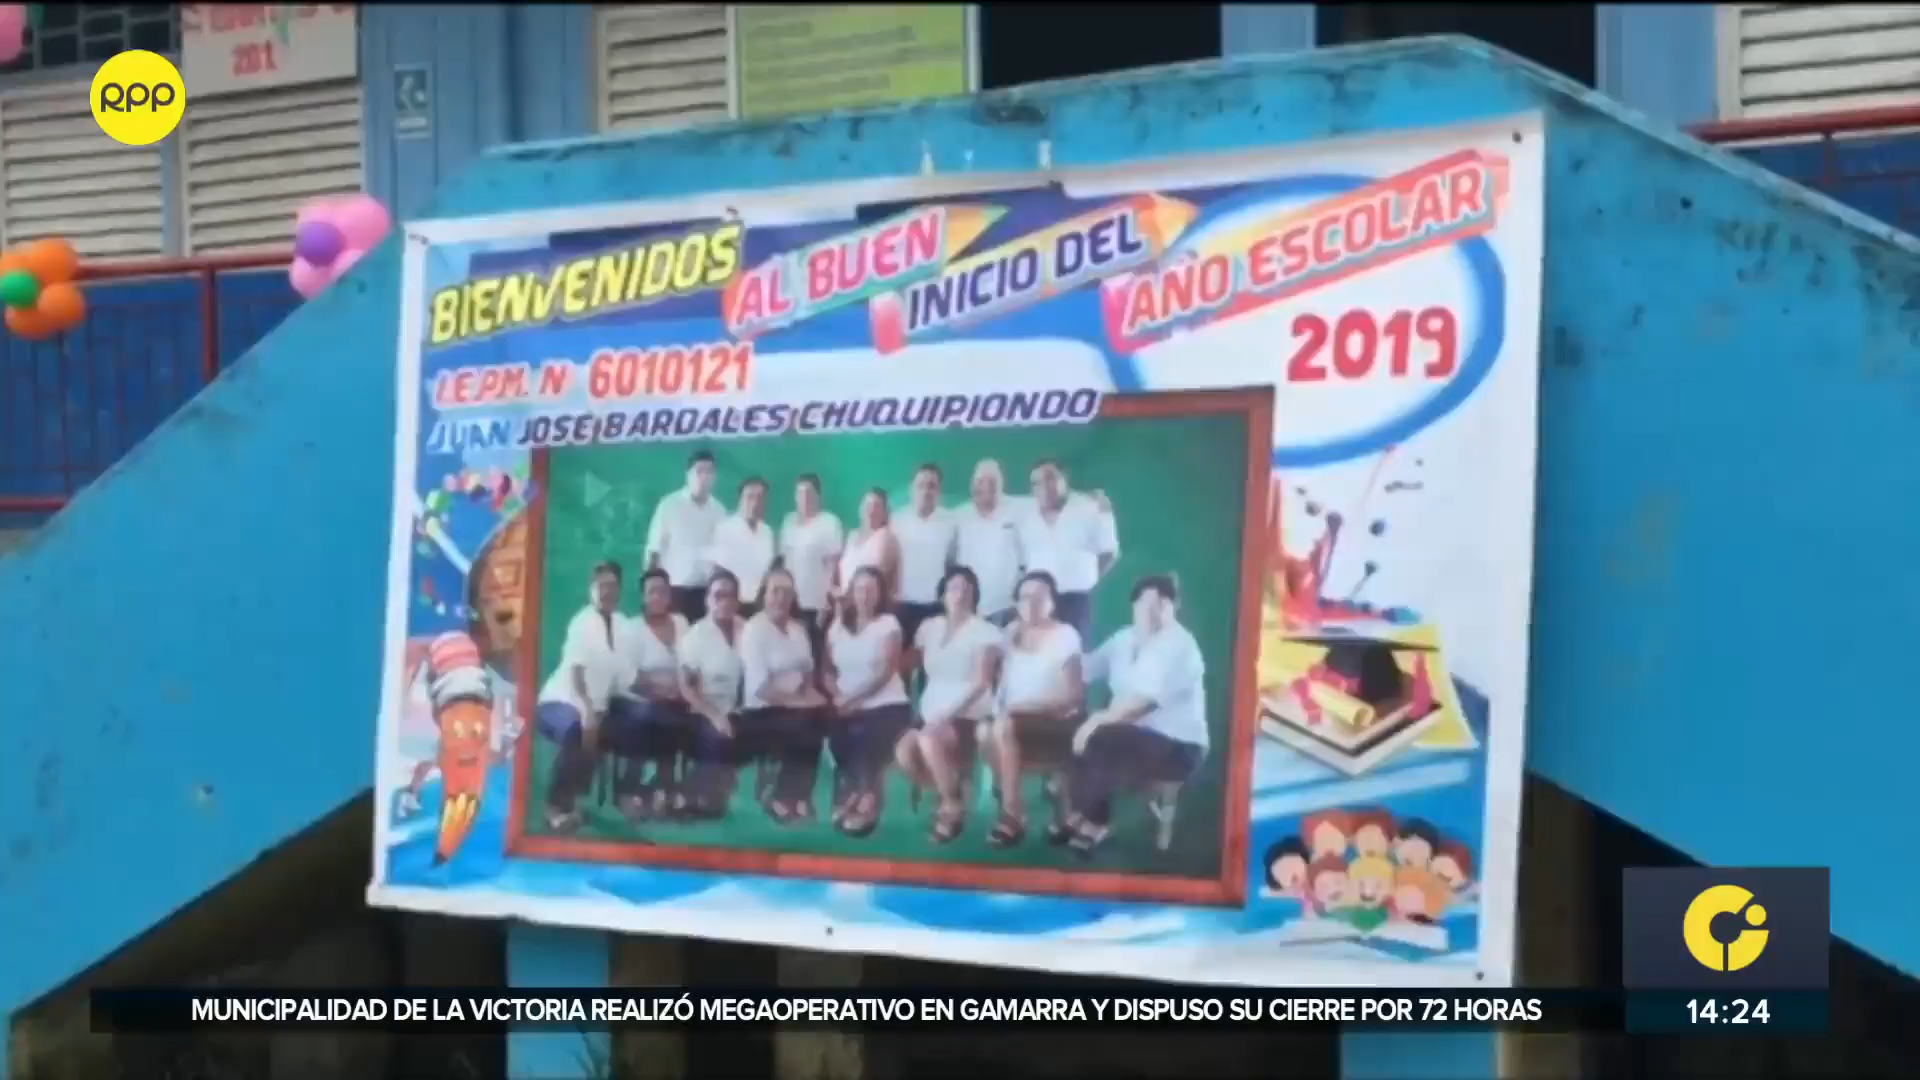 201
RPP
BIENVENIDOS AL BUEN INICIO DEL AÑO ESCOLAR
2019
I.E.P.M. N° 6010121
JUAN JOSE BARDALES CHUQUIPIONDO
MUNICIPALIDAD DE LA VICTORIA REALIZÓ MEGAOPERATIVO EN GAMARRA Y DISPUSO SU CIERRE POR 72 HORAS
14:24